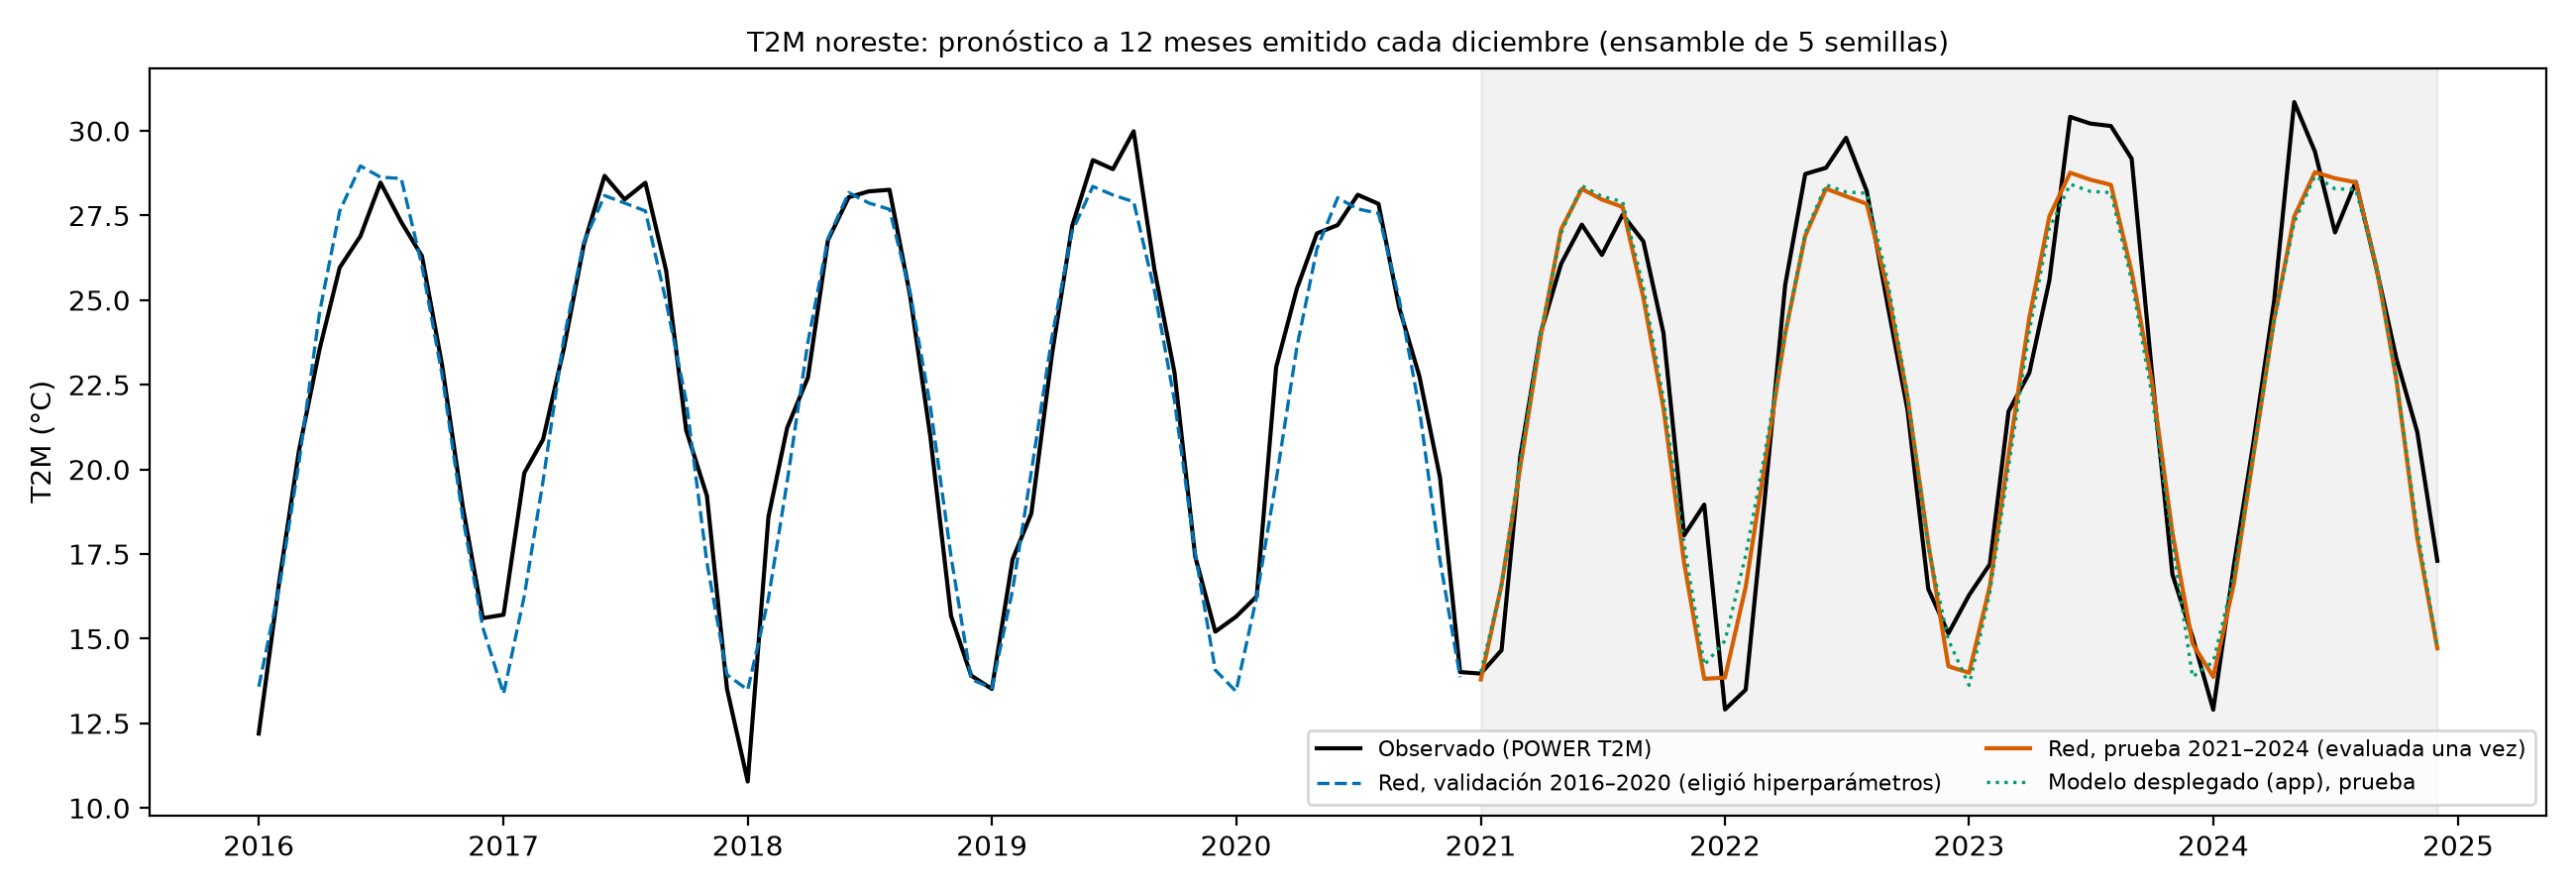 T2M noreste: pronóstico a 12 meses emitido cada diciembre (ensamble de 5 semillas)
T2M (°C)
30.0
27.5
25.0
22.5
20.0
17.5
15.0
12.5
10.0
2016 2017 2018 2019 2020 2021 2022 2023 2024 2025
Observado (POWER T2M)
Red, validación 2016–2020 (eligió hiperparámetros)
Red, prueba 2021–2024 (evaluada una vez)
Modelo desplegado (app), prueba